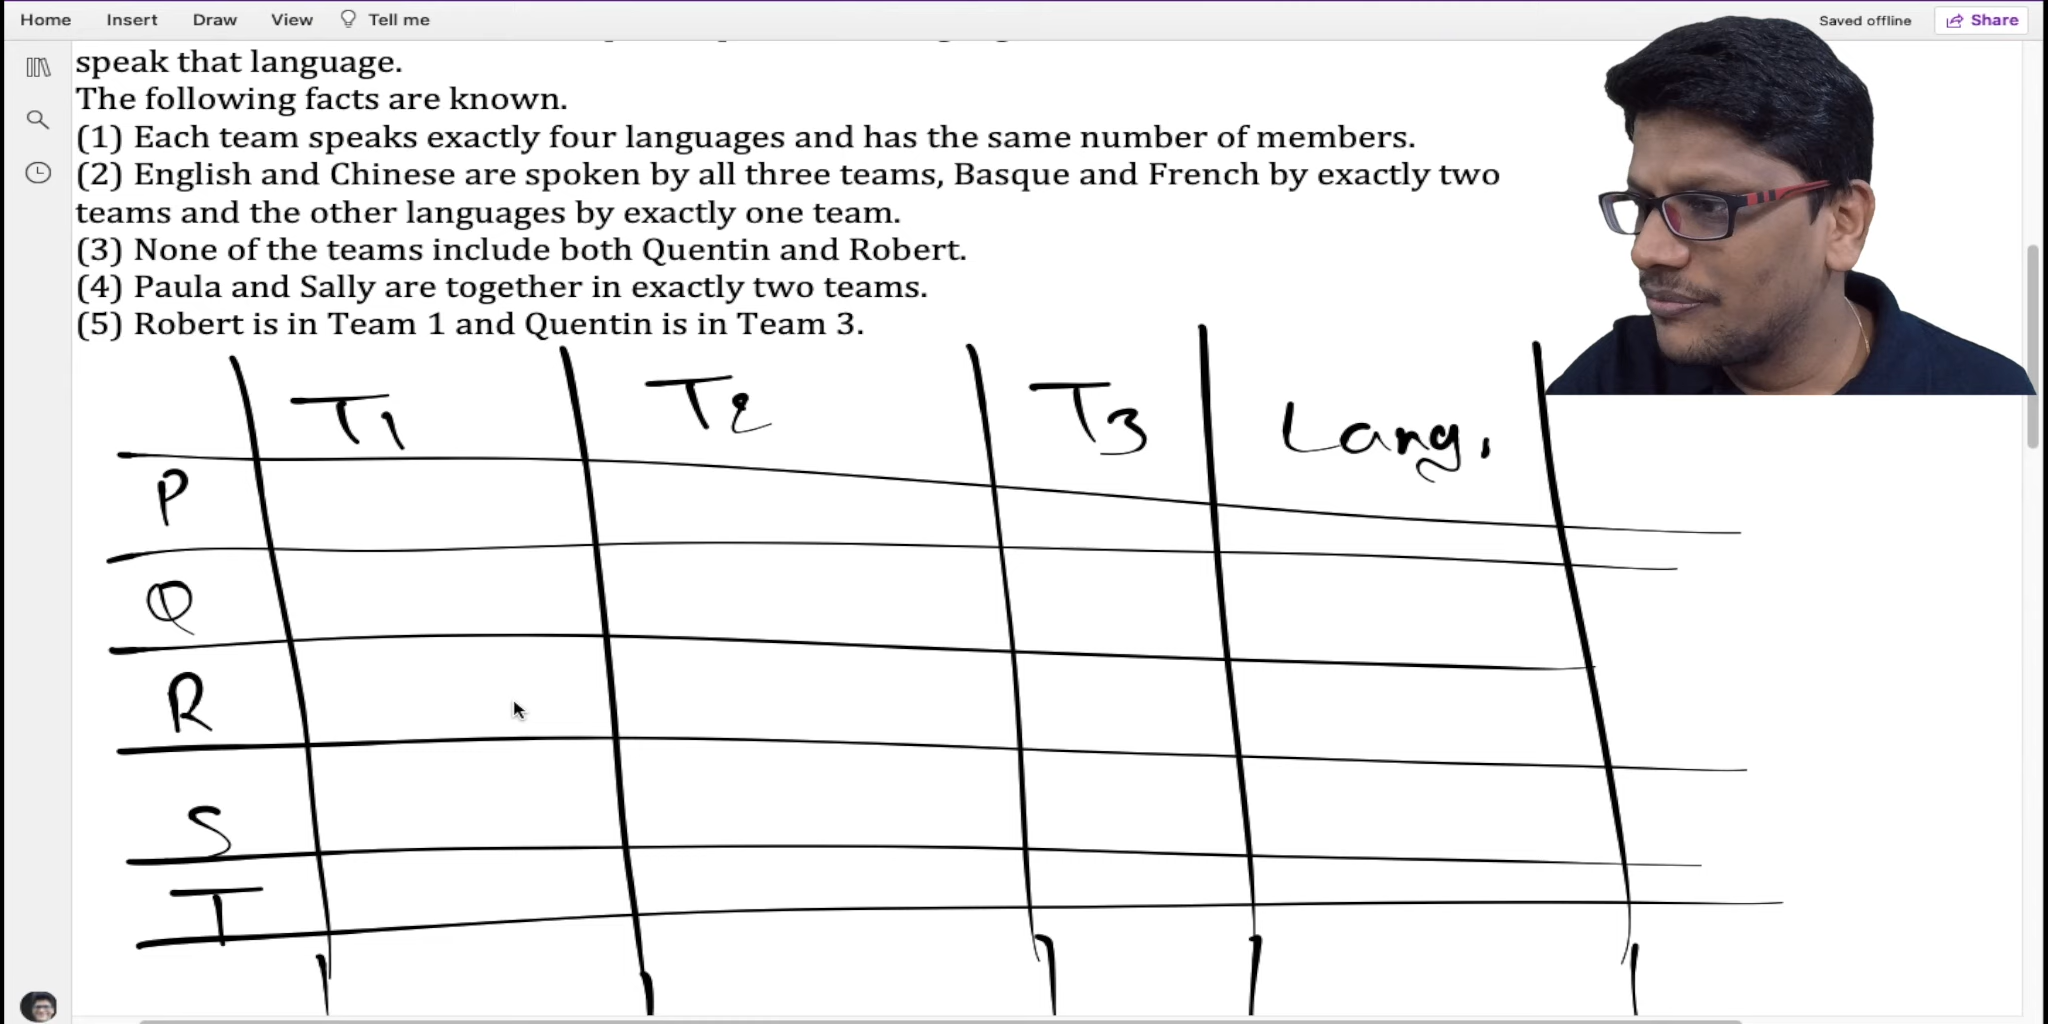 Home Insert Draw View Tell me Saved offline Share
speak that language.
The following facts are known.
(1) Each team speaks exactly four languages and has the same number of members.
(2) English and Chinese are spoken by all three teams, Basque and French by exactly two
teams and the other languages by exactly one team.
(3) None of the teams include both Quentin and Robert.
(4) Paula and Sally are together in exactly two teams.
(5) Robert is in Team 1 and Quentin is in Team 3.
T1 T2 T3 Lang.
P
Q
R
S
T